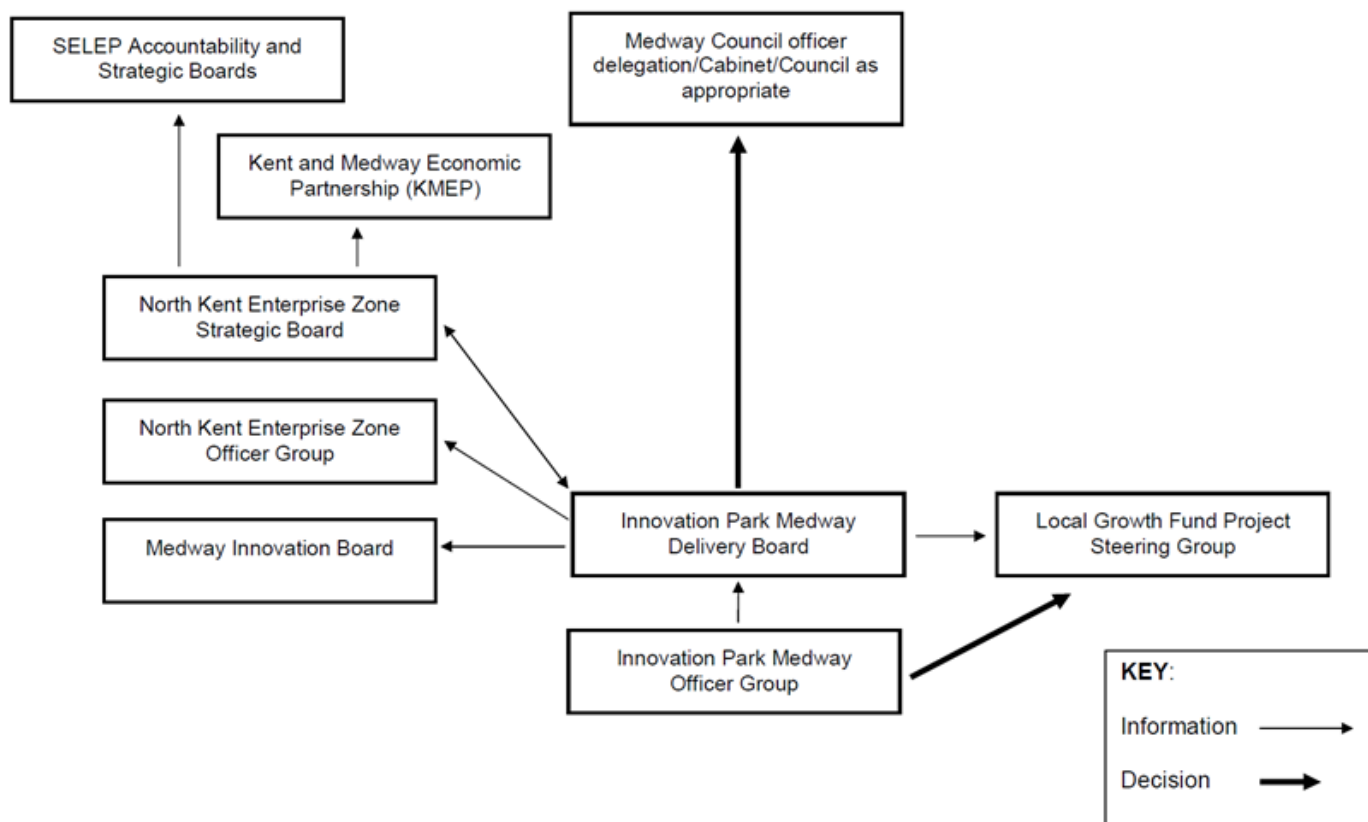 SELEP Accountability and
Strategic Boards
Medway Council officer
delegation/Cabinet/Council as
appropriate
Kent and Medway Economic
Partnership (KMEP)
North Kent Enterprise Zone
Strategic Board
North Kent Enterprise Zone
Officer Group
Medway Innovation Board
Innovation Park Medway
Delivery Board
Local Growth Fund Project
Steering Group
Innovation Park Medway
Officer Group
KEY:
Information
Decision